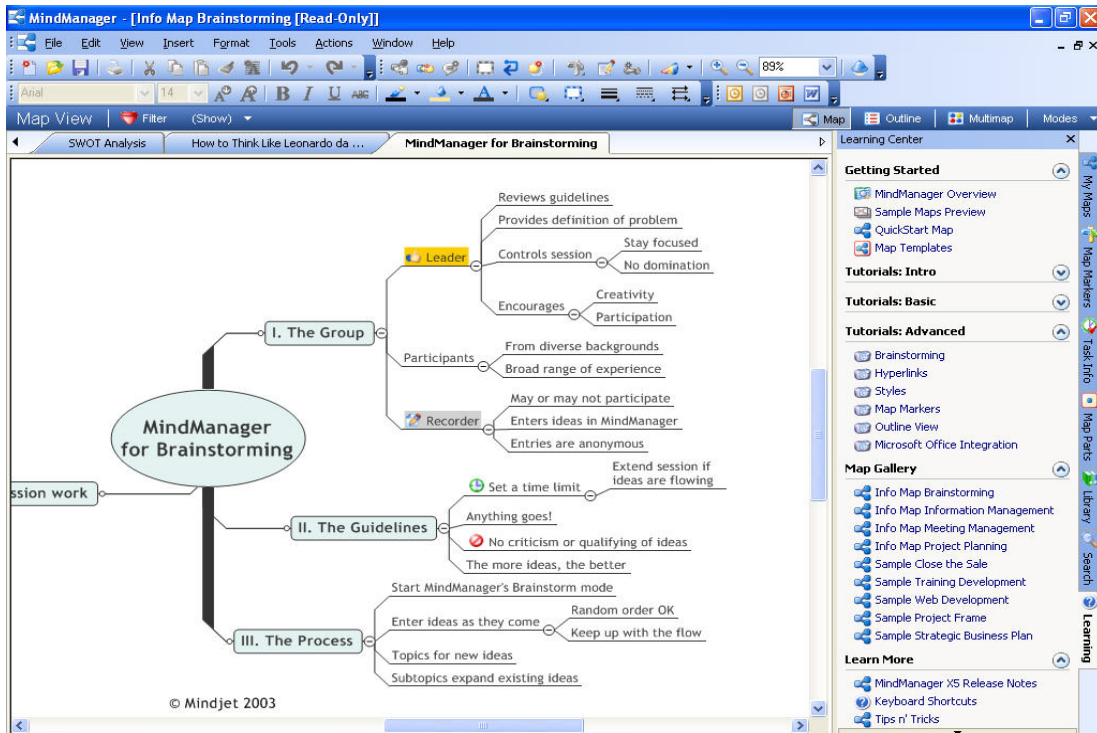 MindManager - [Info Map Brainstorming [Read-Only]]
File Edit View Insert Format Tools Actions Window Help
89%
Arial 14 B I U ABC
Map View Filter (Show) Map Outline Multimap Modes
SWOT Analysis How to Think Like Leonardo da ... MindManager for Brainstorming
MindManager
for Brainstorming
ssion work
I. The Group
Leader
Reviews guidelines
Provides definition of problem
Controls session
Stay focused
No domination
Encourages
Creativity
Participation
Participants
From diverse backgrounds
Broad range of experience
Recorder
May or may not participate
Enters ideas in MindManager
Entries are anonymous
II. The Guidelines
Set a time limit
Extend session if
ideas are flowing
Anything goes!
No criticism or qualifying of ideas
The more ideas, the better
III. The Process
Start MindManager's Brainstorm mode
Enter ideas as they come
Random order OK
Keep up with the flow
Topics for new ideas
Subtopics expand existing ideas
© Mindjet 2003
Learning Center
Getting Started
MindManager Overview
Sample Maps Preview
QuickStart Map
Map Templates
Tutorials: Intro
Tutorials: Basic
Tutorials: Advanced
Brainstorming
Hyperlinks
Styles
Map Markers
Outline View
Microsoft Office Integration
Map Gallery
Info Map Brainstorming
Info Map Information Management
Info Map Meeting Management
Info Map Project Planning
Sample Close the Sale
Sample Training Development
Sample Web Development
Sample Project Frame
Sample Strategic Business Plan
Learn More
MindManager X5 Release Notes
Keyboard Shortcuts
Tips n' Tricks
My Maps
Map Markers
Task Info
Map Parts
Library
Search
Learning